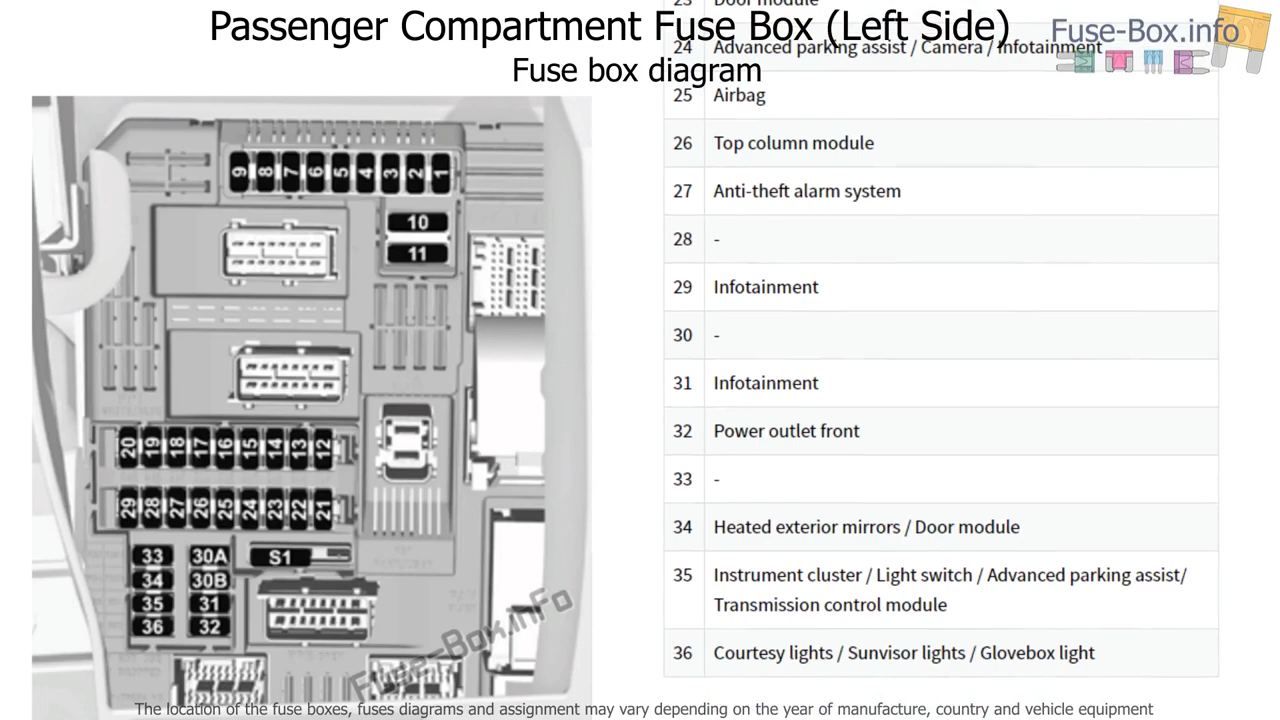 Passenger Compartment Fuse Box (Left Side)
Fuse box diagram
Fuse-Box.info
23 Door module
24 Advanced parking assist / Camera / Infotainment
25 Airbag
26 Top column module
27 Anti-theft alarm system
28 -
29 Infotainment
30 -
31 Infotainment
32 Power outlet front
33 -
34 Heated exterior mirrors / Door module
35 Instrument cluster / Light switch / Advanced parking assist/
Transmission control module
36 Courtesy lights / Sunvisor lights / Glovebox light
9 8 7 6 5 4 3 2 1
10
11
20 19 18 17 16 15 14 13 12
29 28 27 26 25 24 23 22 21
33 30A S1
34 30B
35 31
36 32
Fuse-Box.info
The location of the fuse boxes, fuses diagrams and assignment may vary depending on the year of manufacture, country and vehicle equipment